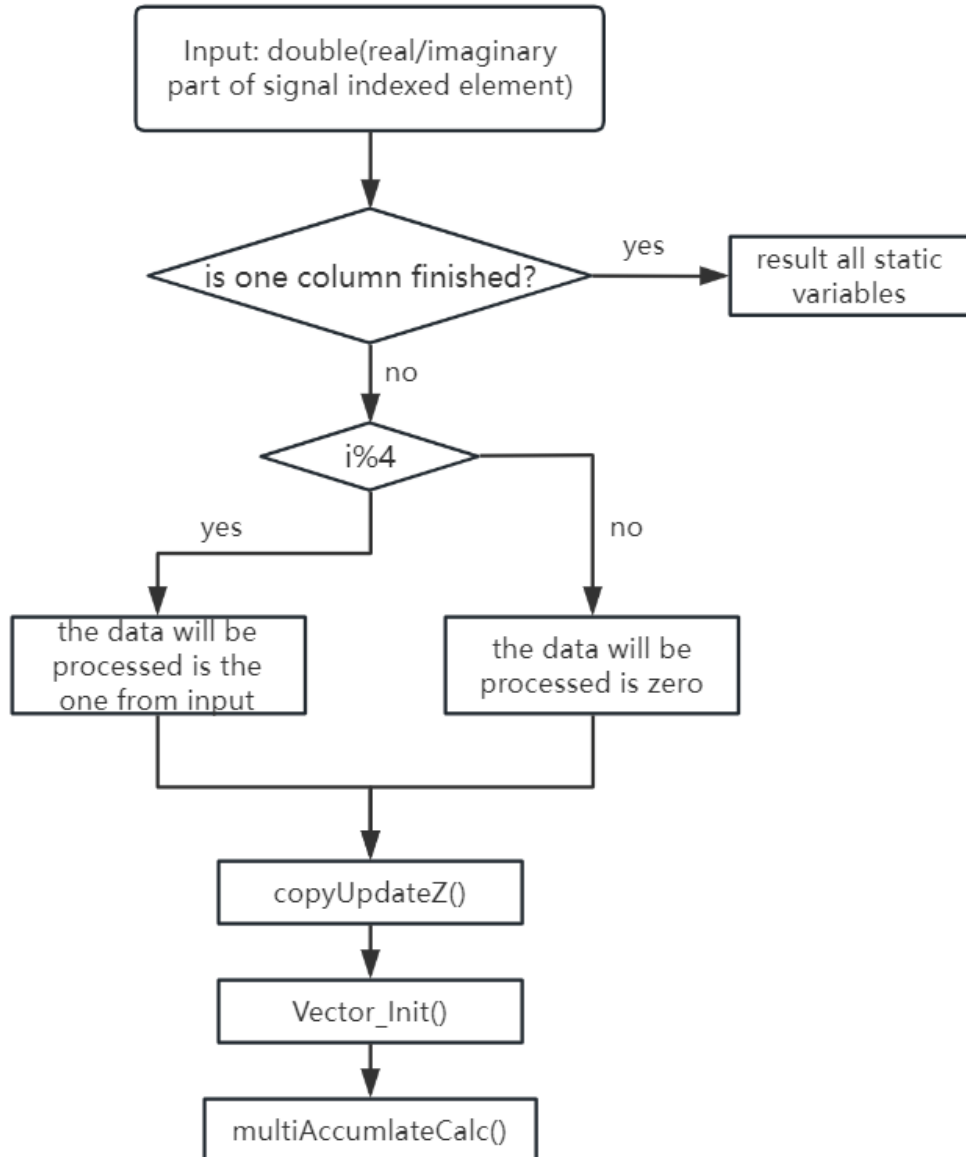 Input: double(real/imaginary
part of signal indexed element)
is one column finished?
yes
result all static
variables
no
i%4
yes
no
the data will be
processed is the
one from input
the data will be
processed is zero
copyUpdateZ()
Vector_Init()
multiAccumlateCalc()